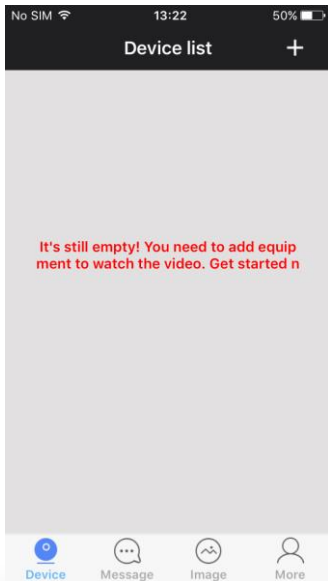 No SIM 13:22 50%
Device list +
It's still empty! You need to add equip
ment to watch the video. Get started n
Device Message Image More